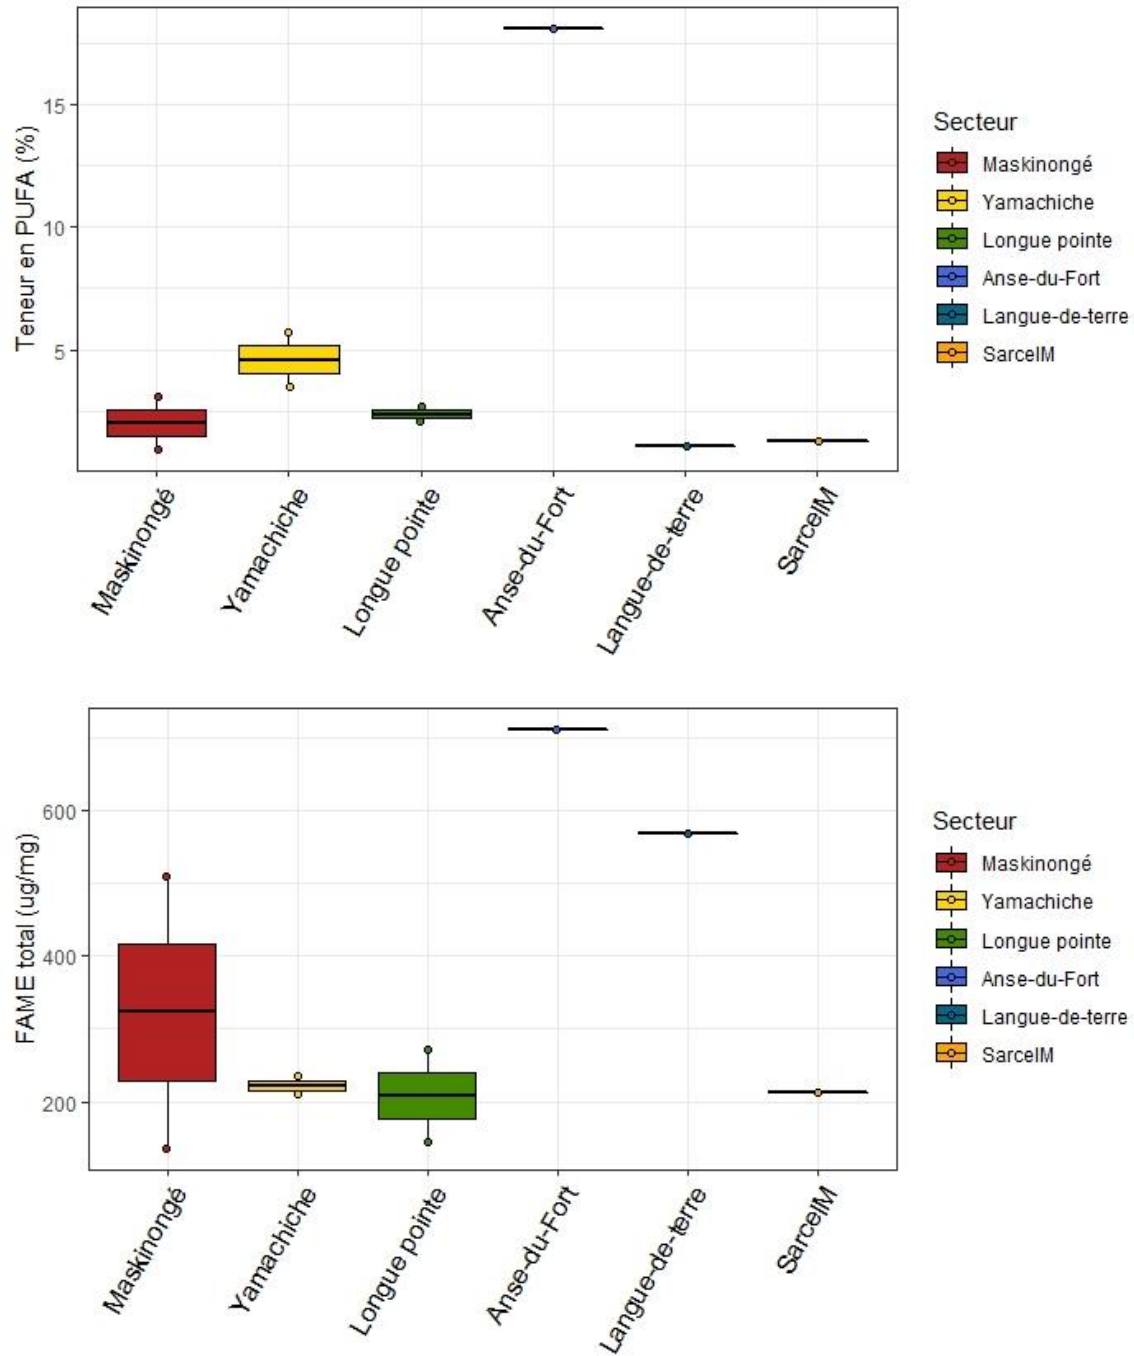 Teneur en PUFA (%)
15
10
5
Maskinongé
Yamachiche
Longue pointe
Anse-du-Fort
Langue-de-terre
SarcelM
Secteur
Maskinongé
Yamachiche
Longue pointe
Anse-du-Fort
Langue-de-terre
SarcelM
FAME total (ug/mg)
600
400
200
Maskinongé
Yamachiche
Longue pointe
Anse-du-Fort
Langue-de-terre
SarcelM
Secteur
Maskinongé
Yamachiche
Longue pointe
Anse-du-Fort
Langue-de-terre
SarcelM